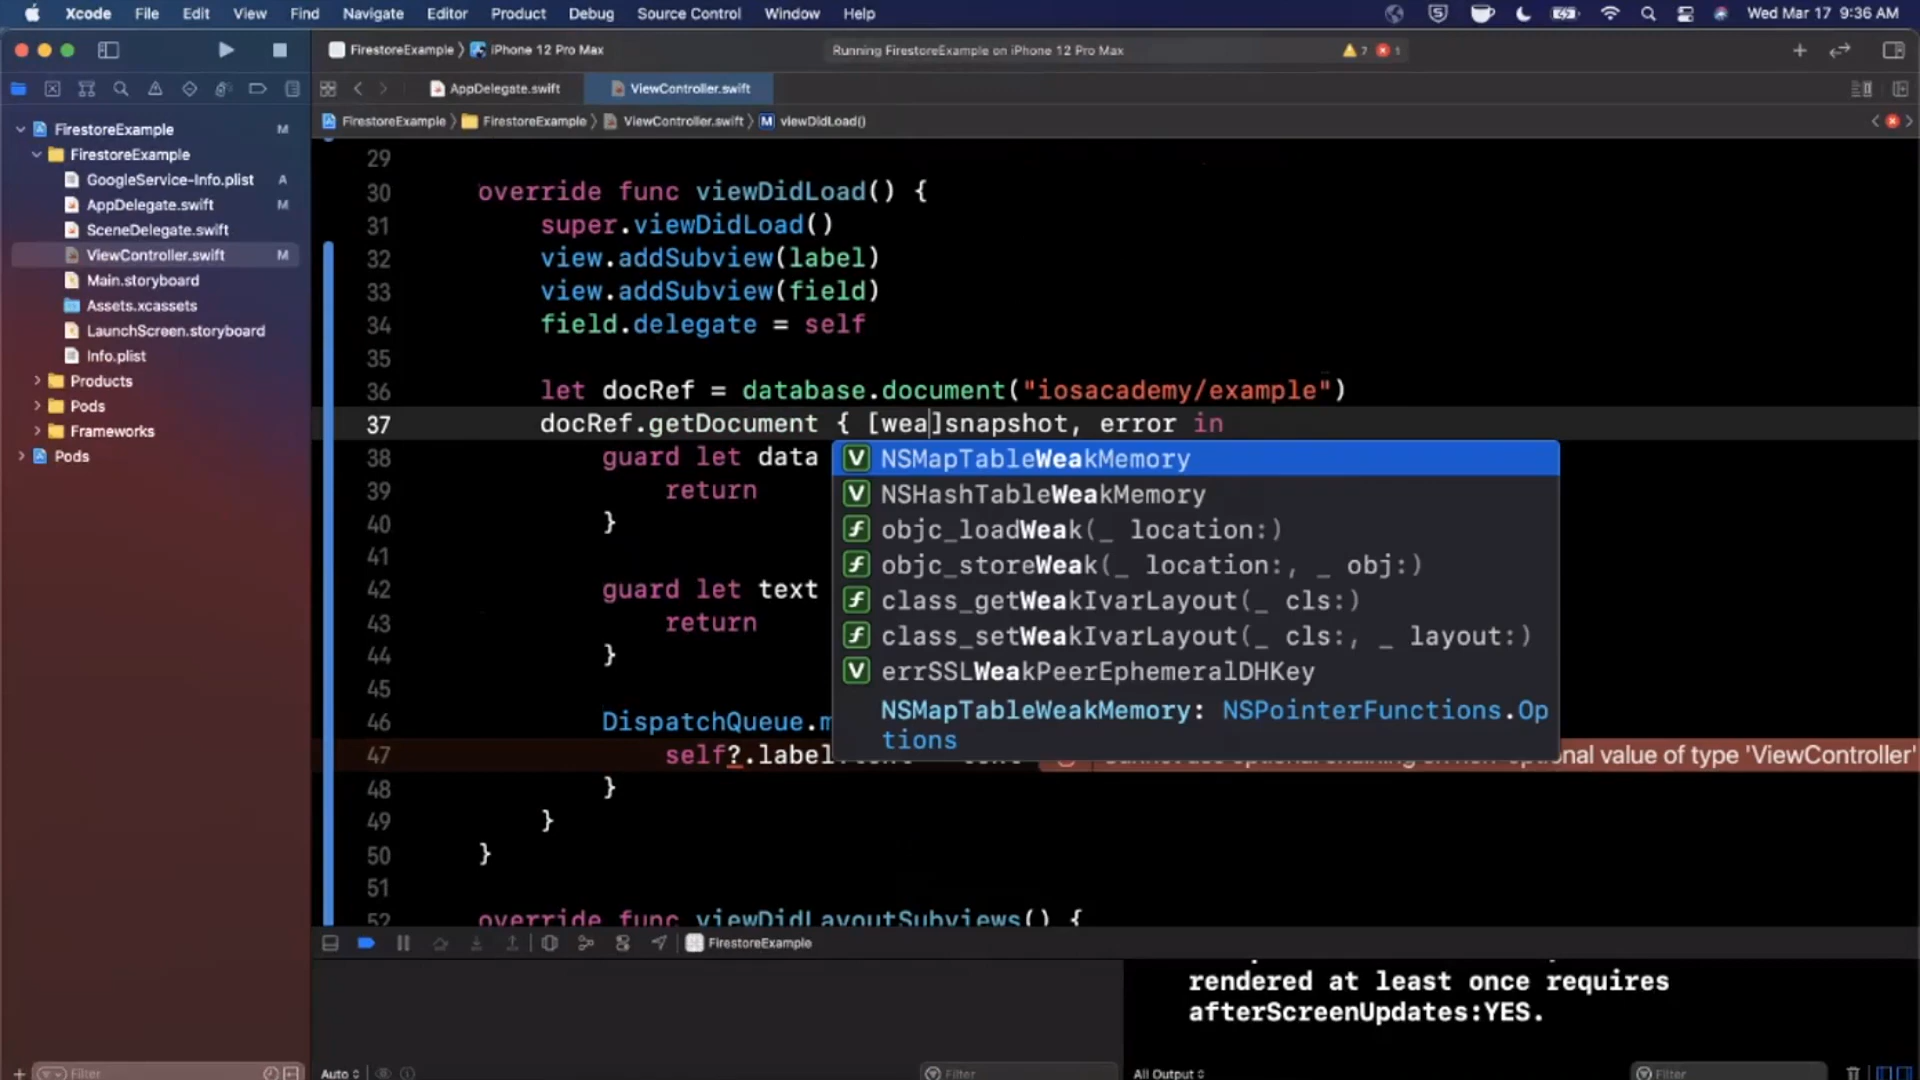 Xcode File Edit View Find Navigate Editor Product Debug Source Control Window Help Wed Mar 17 9:36 AM
FirestoreExample iPhone 12 Pro Max Running FirestoreExample on iPhone 12 Pro Max 7 1
AppDelegate.swift ViewController.swift
FirestoreExample FirestoreExample ViewController.swift M viewDidLoad()
FirestoreExample M
FirestoreExample
GoogleService-Info.plist A
AppDelegate.swift M
SceneDelegate.swift
ViewController.swift M
Main.storyboard
Assets.xcassets
LaunchScreen.storyboard
Info.plist
Products
Pods
Frameworks
Pods
29
30 override func viewDidLoad() {
31 super.viewDidLoad()
32 view.addSubview(label)
33 view.addSubview(field)
34 field.delegate = self
35
36 let docRef = database.document("iosacademy/example")
37 docRef.getDocument { [wea]snapshot, error in
38 guard let data
39 return
40 }
41
42 guard let text
43 return
44 }
45
46 DispatchQueue.m
47 self?.label
48 }
49 }
50 }
51
52 override func viewDidLayoutSubviews() {
V NSMapTableWeakMemory
V NSHashTableWeakMemory
f objc_loadWeak(_ location:)
f objc_storeWeak(_ location:, _ obj:)
f class_getWeakIvarLayout(_ cls:)
f class_setWeakIvarLayout(_ cls:, _ layout:)
V errSSLWeakPeerEphemeralDHKey
NSMapTableWeakMemory: NSPointerFunctions.Op
tions
nal value of type 'ViewController'
FirestoreExample
rendered at least once requires
afterScreenUpdates:YES.
Filter Auto Filter All Output Filter